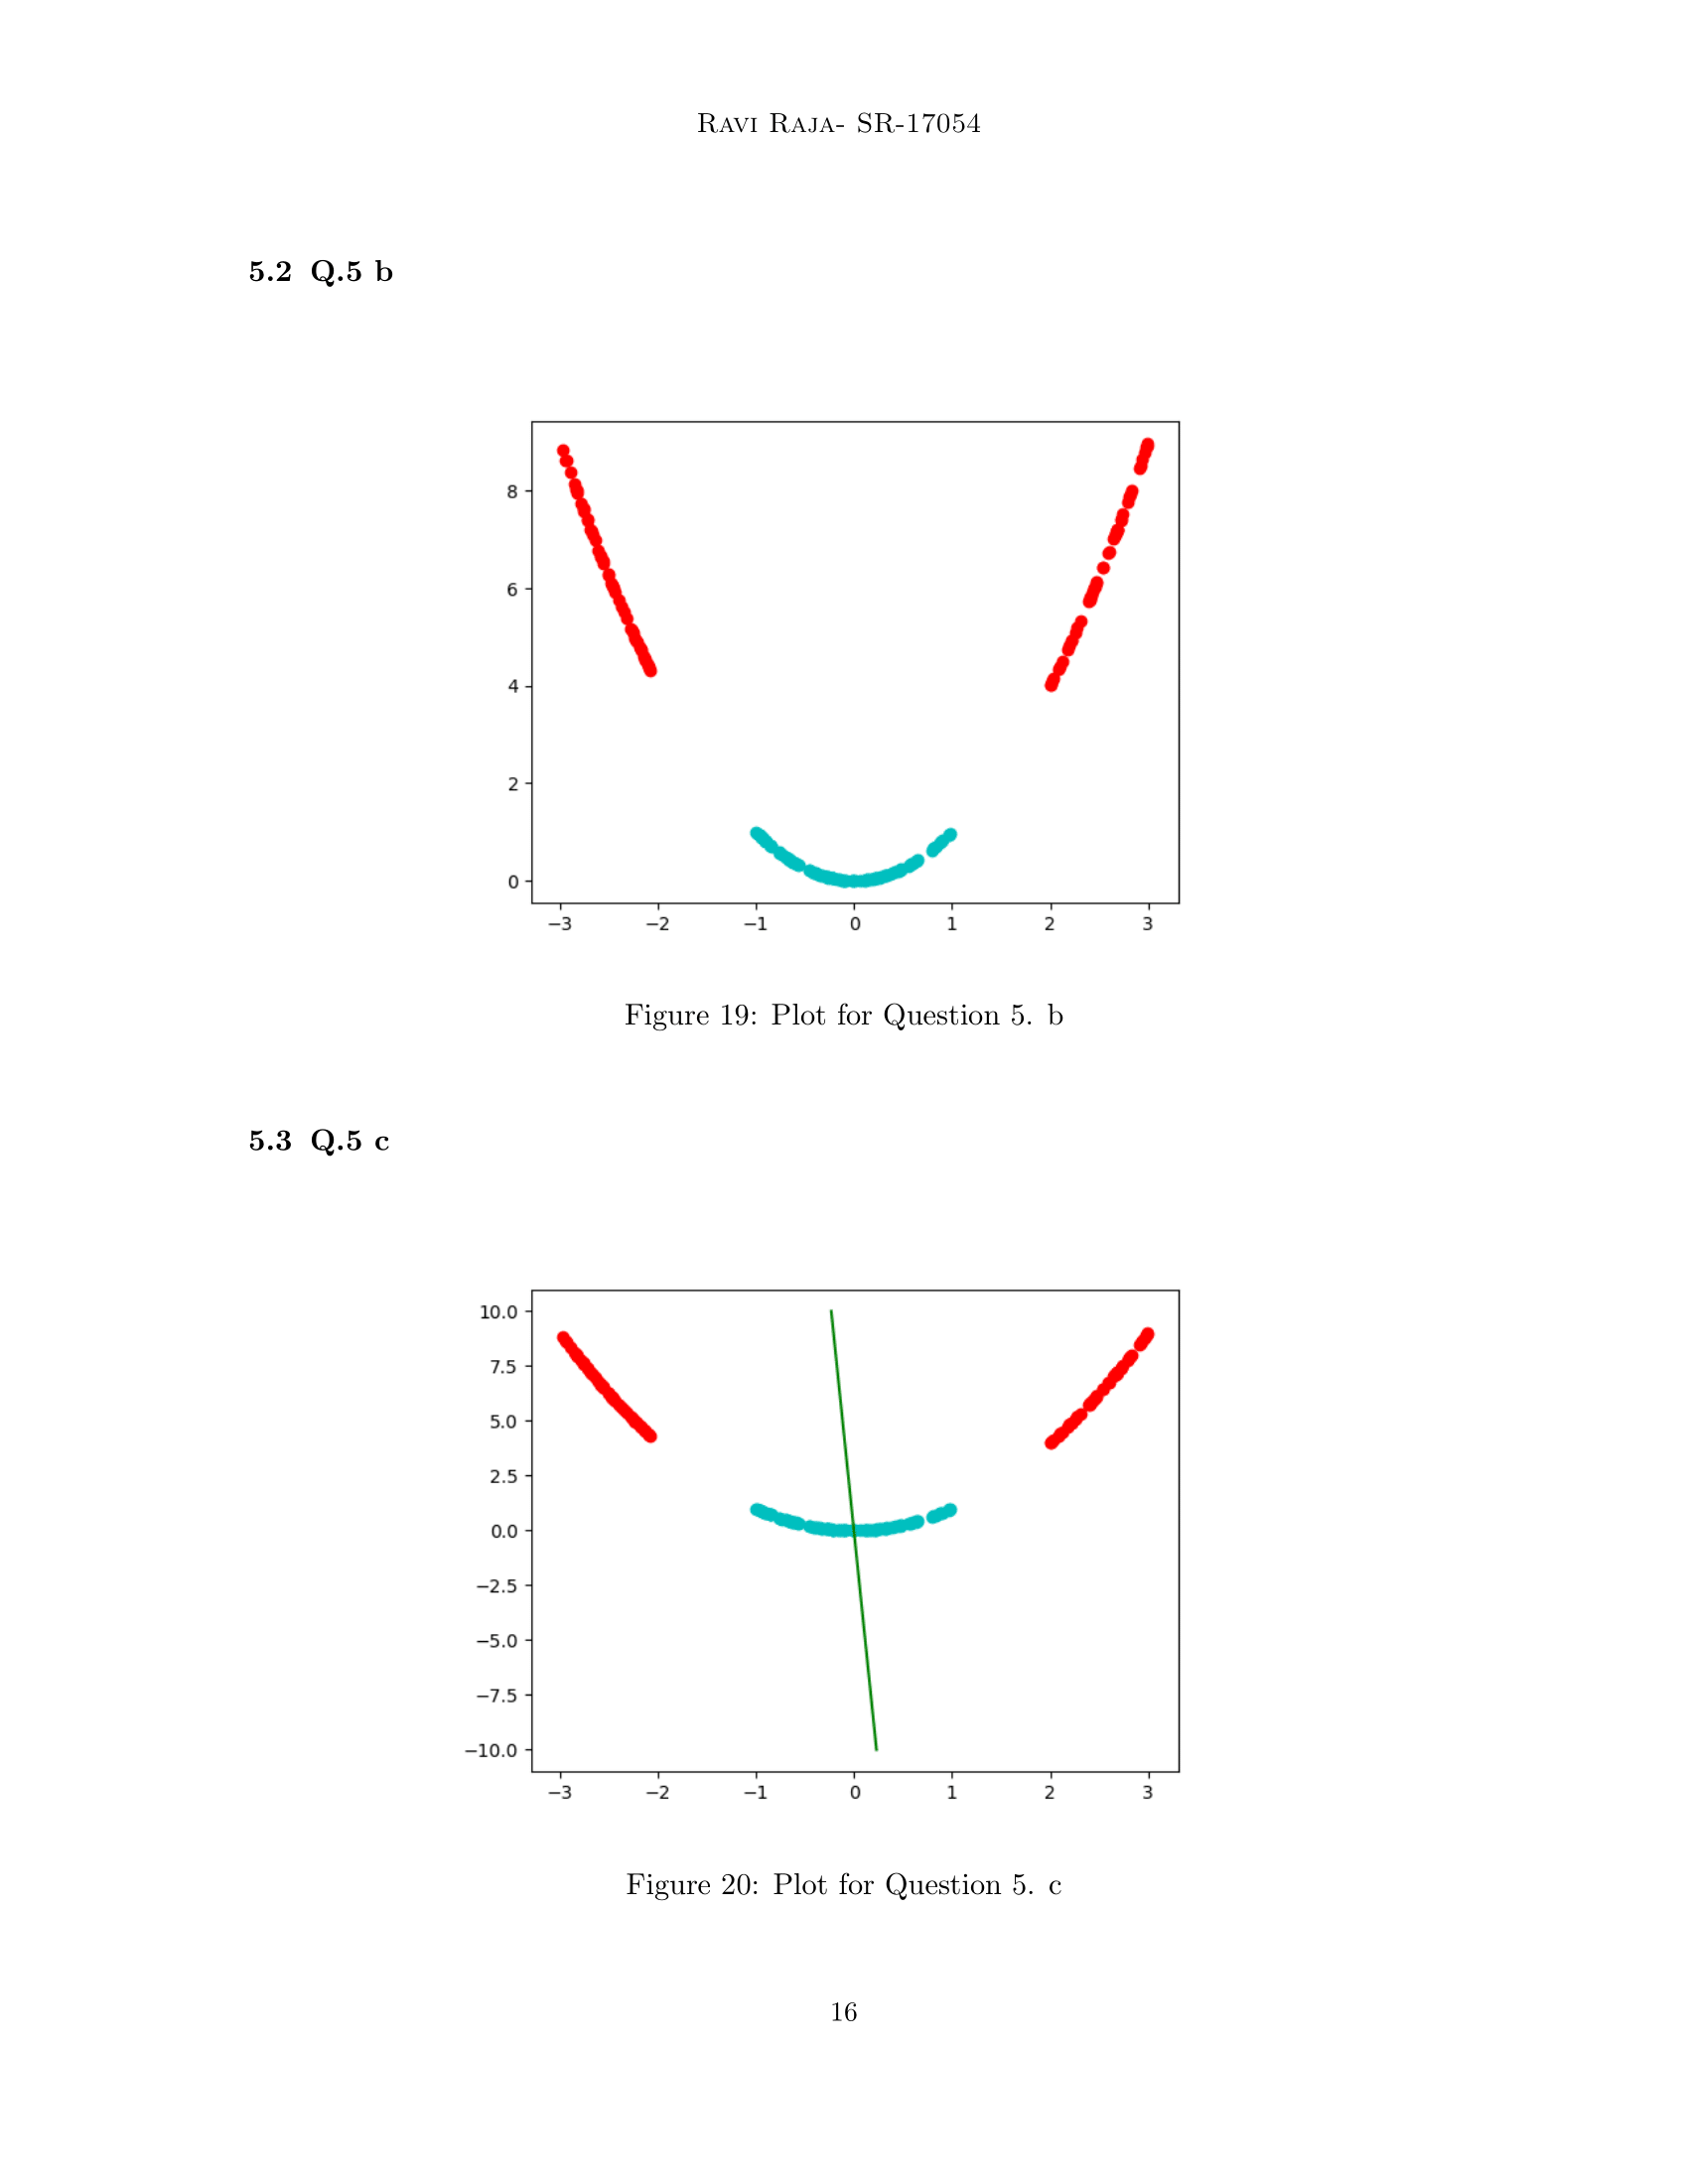 Ravi Raja- SR-17054
5.2 Q.5 b
8
6
4
2
0
−3 −2 −1 0 1 2 3
Figure 19: Plot for Question 5. b
5.3 Q.5 c
10.0
7.5
5.0
2.5
0.0
−2.5
−5.0
−7.5
−10.0
−3 −2 −1 0 1 2 3
Figure 20: Plot for Question 5. c
16